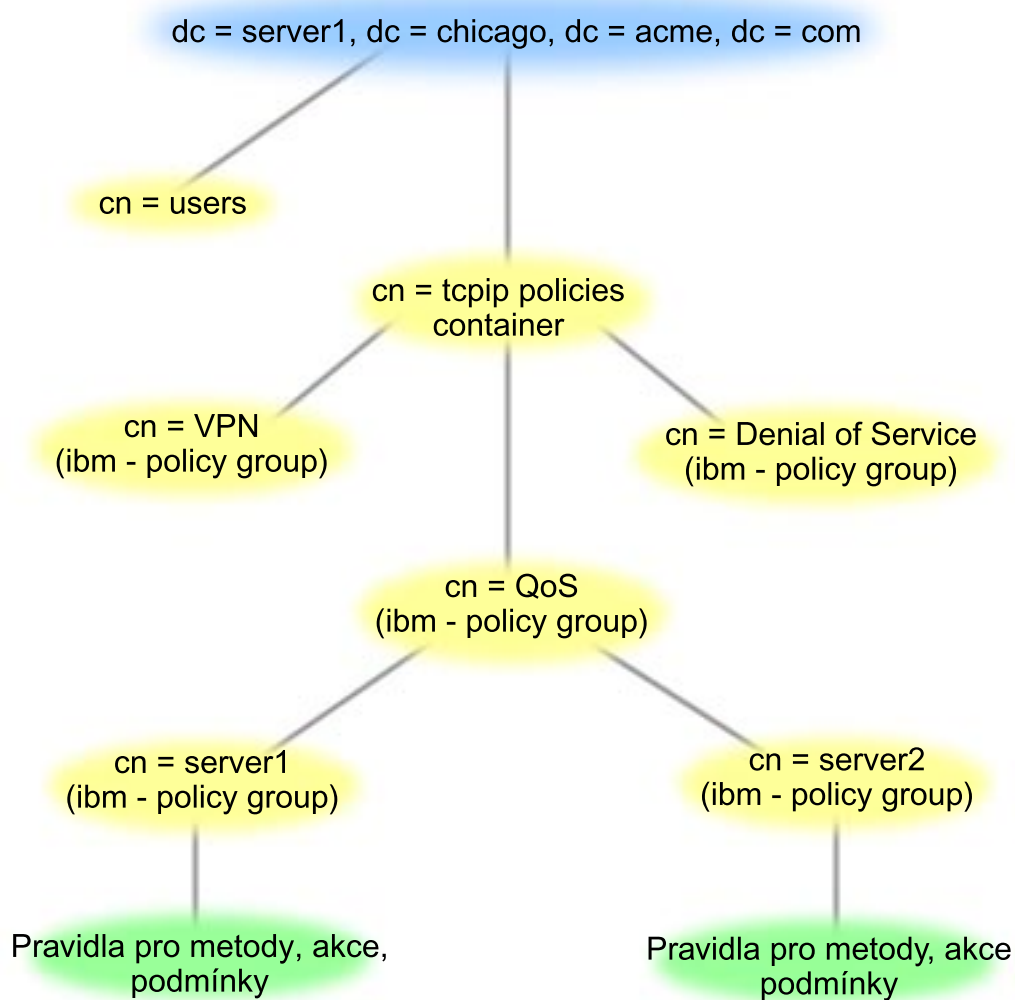 dc = server1, dc = chicago, dc = acme, dc = com
cn = users
cn = tcpip policies
container
cn = VPN
(ibm - policy group)
cn = Denial of Service
(ibm - policy group)
cn = QoS
(ibm - policy group)
cn = server1
(ibm - policy group)
cn = server2
(ibm - policy group)
Pravidla pro metody, akce,
podmínky
Pravidla pro metody, akce
podmínky